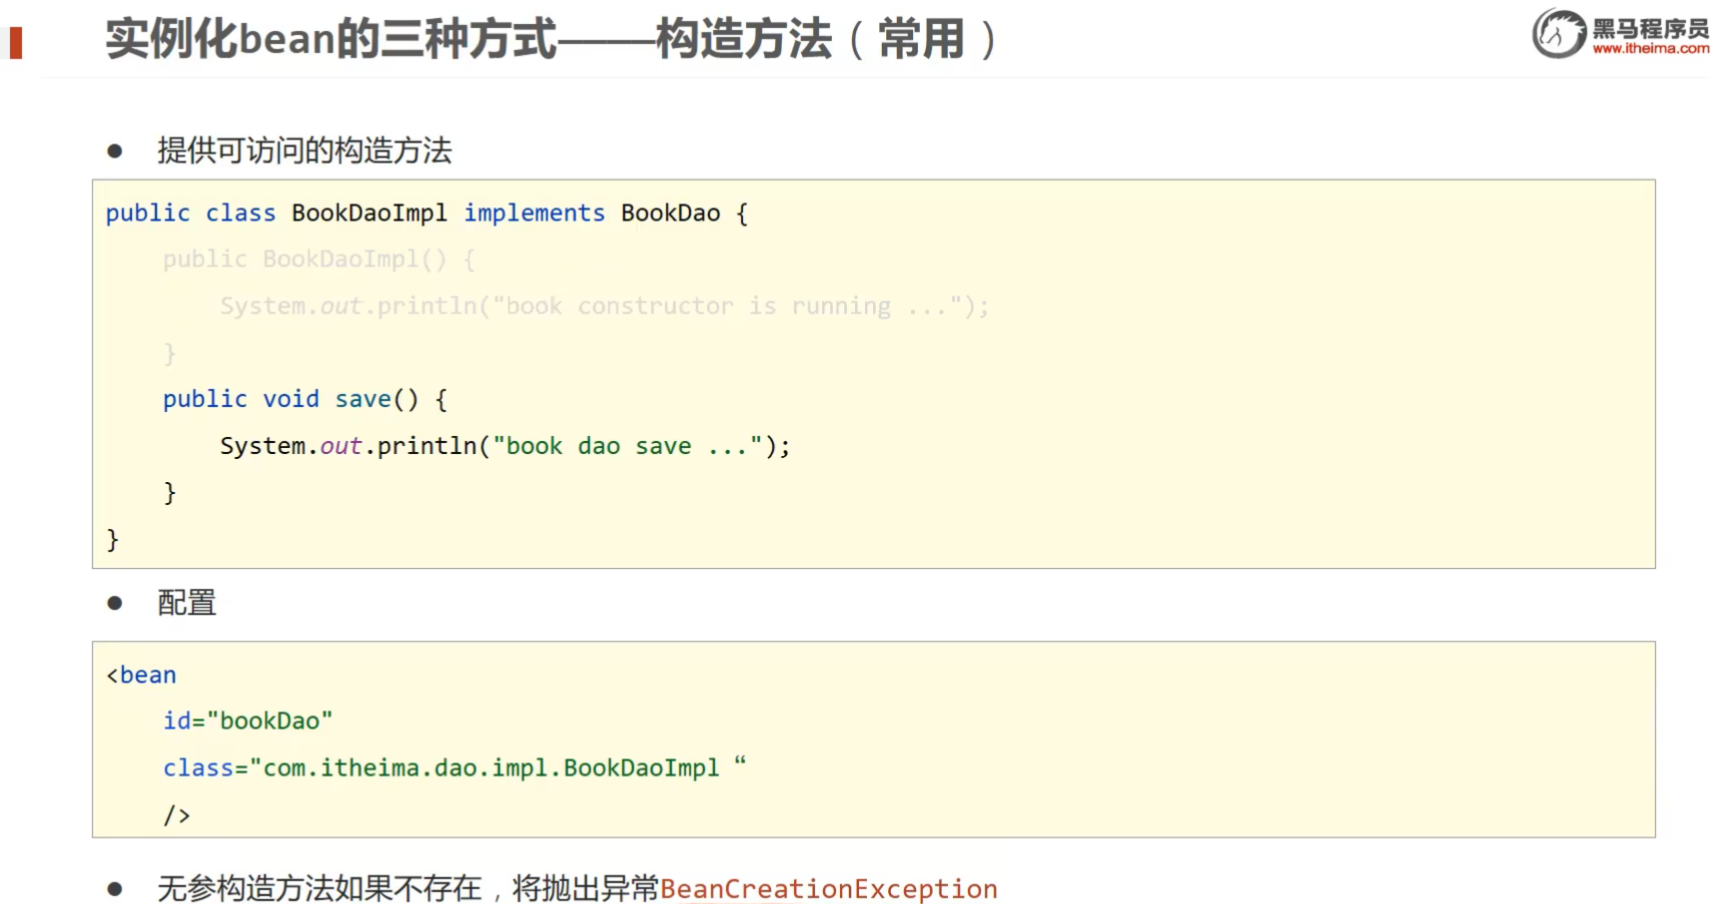 实例化bean的三种方式——构造方法（常用）
黑马程序员
www.itheima.com
● 提供可访问的构造方法
public class BookDaoImpl implements BookDao {
    public BookDaoImpl() {
        System.out.println("book constructor is running ...");
    }
    public void save() {
        System.out.println("book dao save ...");
    }
}
● 配置
<bean
    id="bookDao"
    class="com.itheima.dao.impl.BookDaoImpl “
    />
● 无参构造方法如果不存在，将抛出异常BeanCreationException